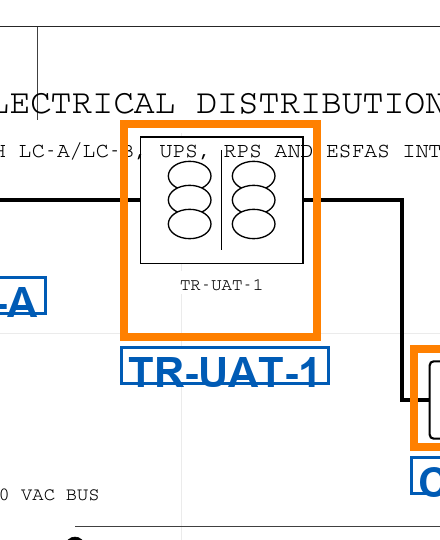 LECTRICAL DISTRIBUTION
H LC-A/LC-B, UPS, RPS AND ESFAS INT
TR-UAT-1
-A
TR-UAT-1
C
0 VAC BUS